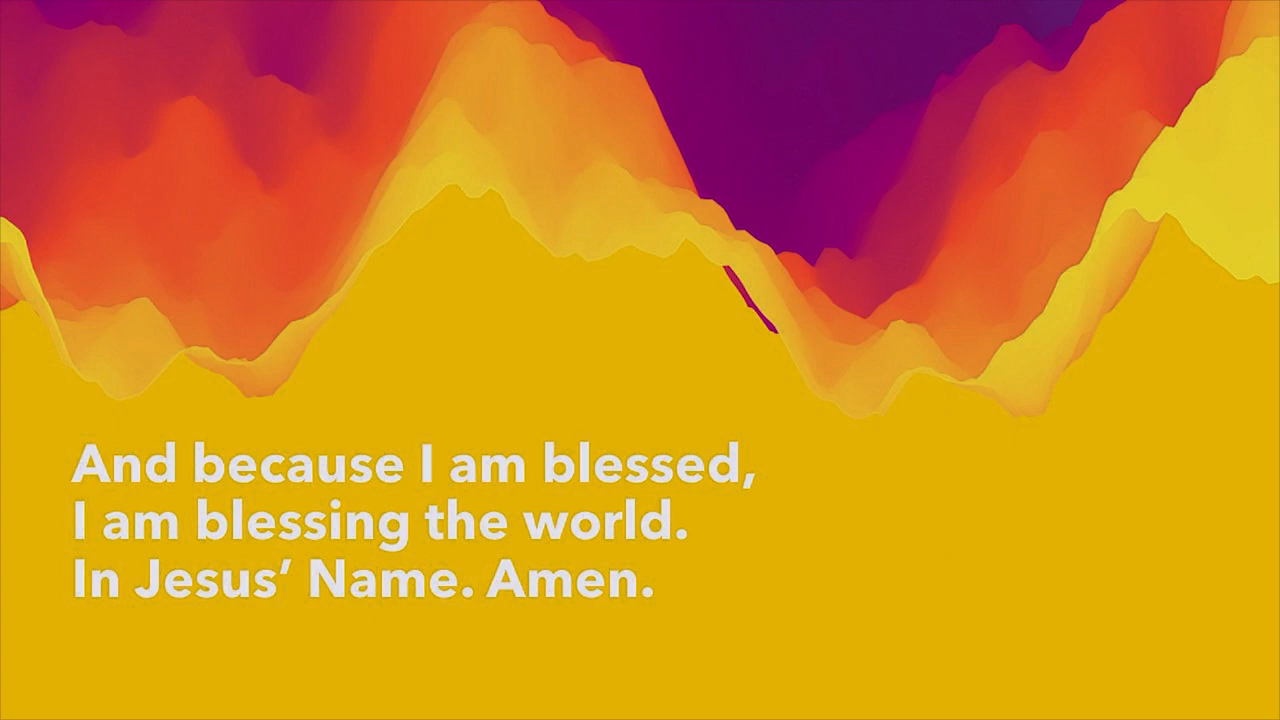 And because I am blessed,
I am blessing the world.
In Jesus’ Name. Amen.